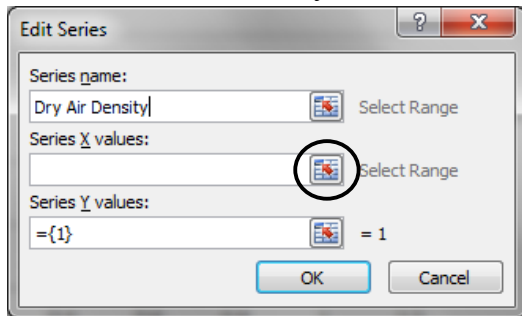 Edit Series
Series name:
Dry Air Density
Select Range
Series X values:
Select Range
Series Y values:
={1}
= 1
OK
Cancel